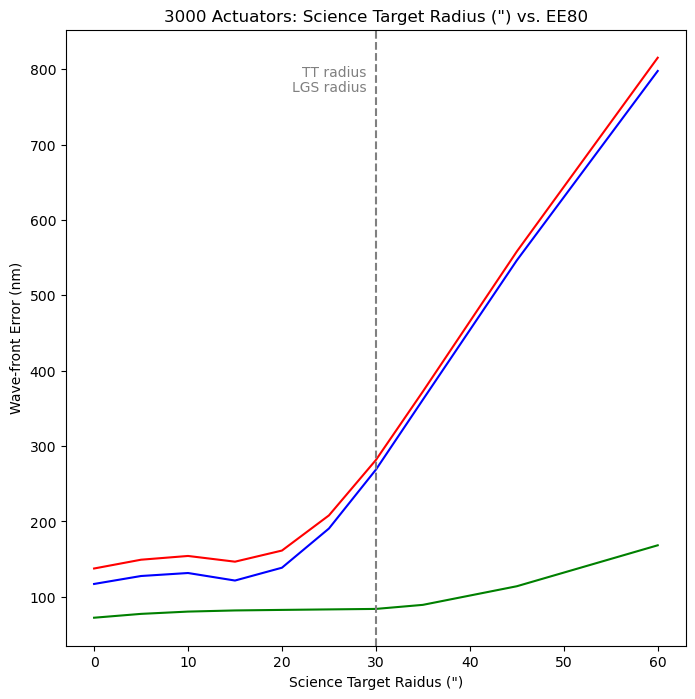 3000 Actuators: Science Target Radius (") vs. EE80
TT radius
LGS radius
800
700
600
500
400
300
200
100
Wave-front Error (nm)
0 10 20 30 40 50 60
Science Target Raidus (")